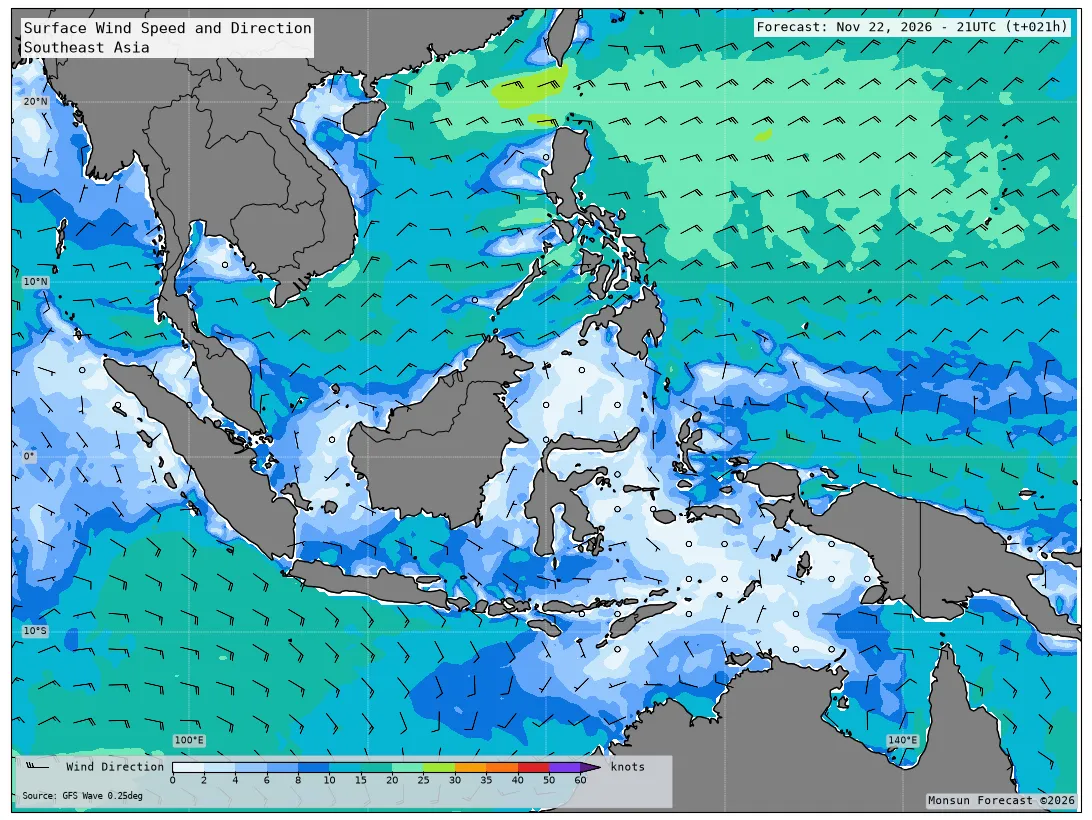 Surface Wind Speed and Direction
Southeast Asia
Forecast: Nov 22, 2026 - 21UTC (t+021h)
20°N
10°N
0°
10°S
100°E
140°E
Wind Direction
0 2 4 6 8 10 15 20 25 30 35 40 50 60
knots
Source: GFS Wave 0.25deg
Monsun Forecast ©2026